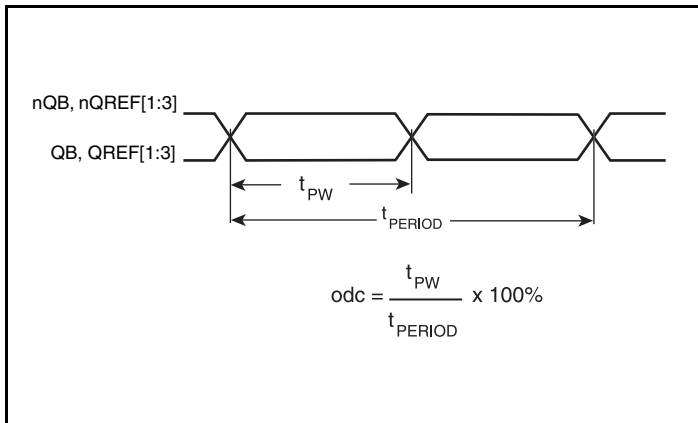 nQB, nQREF[1:3]
QB, QREF[1:3]
tPW
tPERIOD
odc = tPW / tPERIOD x 100%